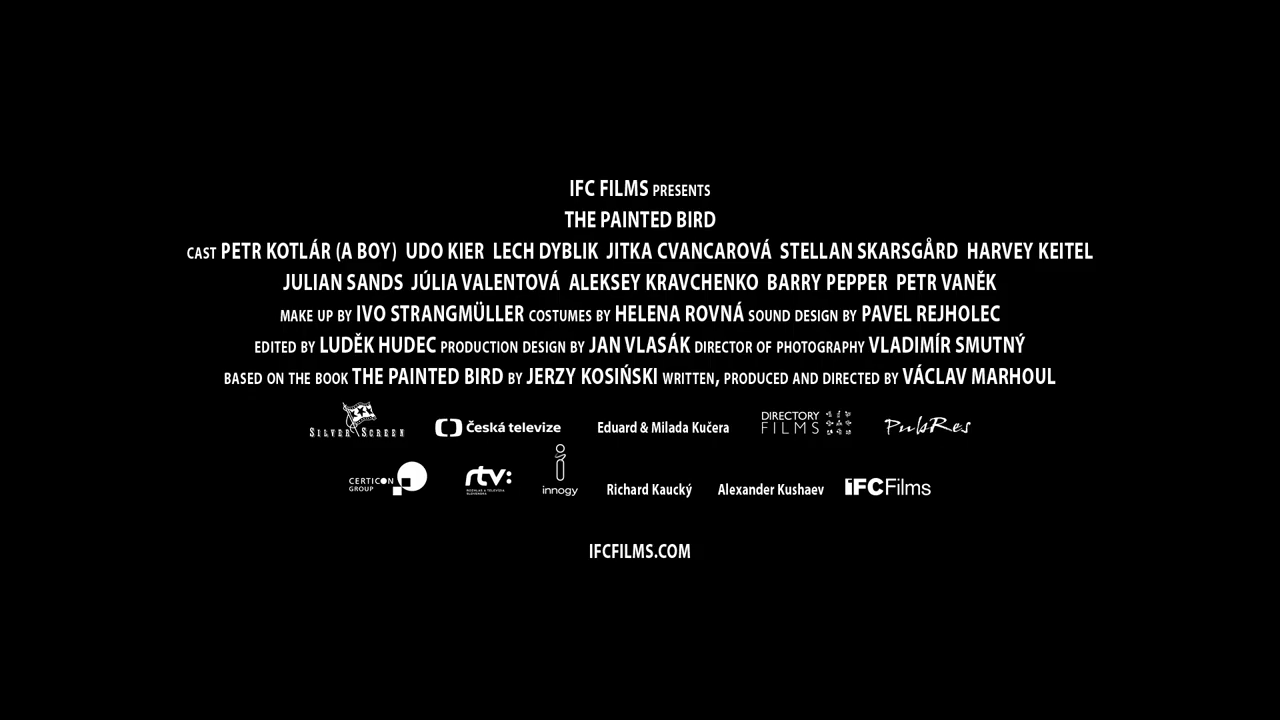 IFC FILMS PRESENTS
THE PAINTED BIRD
CAST PETR KOTLÁR (A BOY) UDO KIER LECH DYBLIK JITKA CVANCAROVÁ STELLAN SKARSGÅRD HARVEY KEITEL
JULIAN SANDS JÚLIA VALENTOVÁ ALEKSEY KRAVCHENKO BARRY PEPPER PETR VANĚK
MAKE UP BY IVO STRANGMÜLLER COSTUMES BY HELENA ROVNÁ SOUND DESIGN BY PAVEL REJHOLEC
EDITED BY LUDĚK HUDEC PRODUCTION DESIGN BY JAN VLASÁK DIRECTOR OF PHOTOGRAPHY VLADIMÍR SMUTNÝ
BASED ON THE BOOK THE PAINTED BIRD BY JERZY KOSIŃSKI WRITTEN, PRODUCED AND DIRECTED BY VÁCLAV MARHOUL
SILVER SCREEN Česká televize Eduard & Milada Kučera DIRECTORY FILMS PubRes
CERTICON GROUP rtv: ROZHLAS A TELEVÍZIA SLOVENSKA innogy Richard Kaucký Alexander Kushaev IFC Films
IFCFILMS.COM